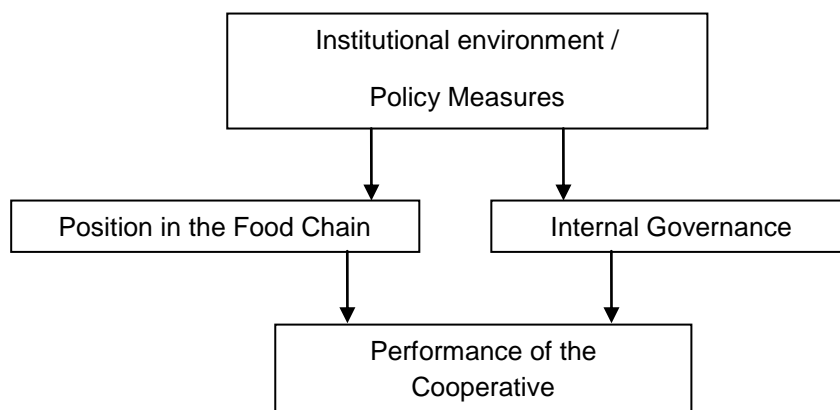 Institutional environment /
Policy Measures
Position in the Food Chain
Internal Governance
Performance of the
Cooperative